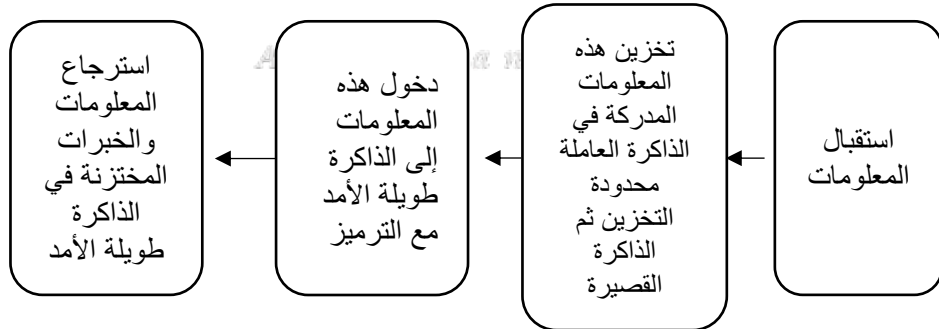 استقبال
المعلومات
تخزين هذه
المعلومات
المدركة في
الذاكرة العاملة
محدودة
التخزين ثم
الذاكرة
القصيرة
دخول هذه
المعلومات
إلى الذاكرة
طويلة الأمد
مع الترميز
استرجاع
المعلومات
والخبرات
المختزنة في
الذاكرة
طويلة الأمد